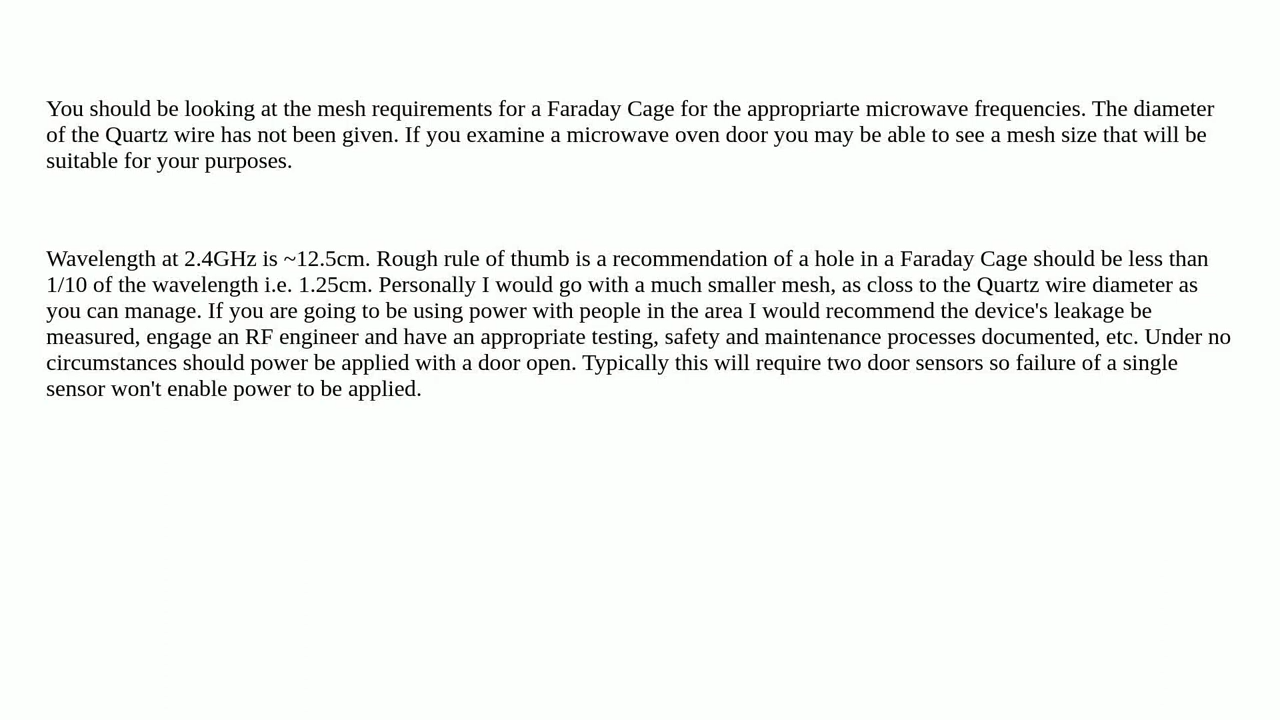 You should be looking at the mesh requirements for a Faraday Cage for the appropriarte microwave frequencies. The diameter
of the Quartz wire has not been given. If you examine a microwave oven door you may be able to see a mesh size that will be
suitable for your purposes.
Wavelength at 2.4GHz is ~12.5cm. Rough rule of thumb is a recommendation of a hole in a Faraday Cage should be less than
1/10 of the wavelength i.e. 1.25cm. Personally I would go with a much smaller mesh, as closs to the Quartz wire diameter as
you can manage. If you are going to be using power with people in the area I would recommend the device's leakage be
measured, engage an RF engineer and have an appropriate testing, safety and maintenance processes documented, etc. Under no
circumstances should power be applied with a door open. Typically this will require two door sensors so failure of a single
sensor won't enable power to be applied.